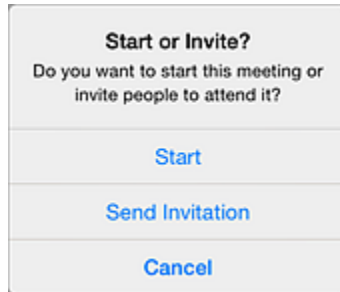 Start or Invite?
Do you want to start this meeting or
invite people to attend it?
Start
Send Invitation
Cancel